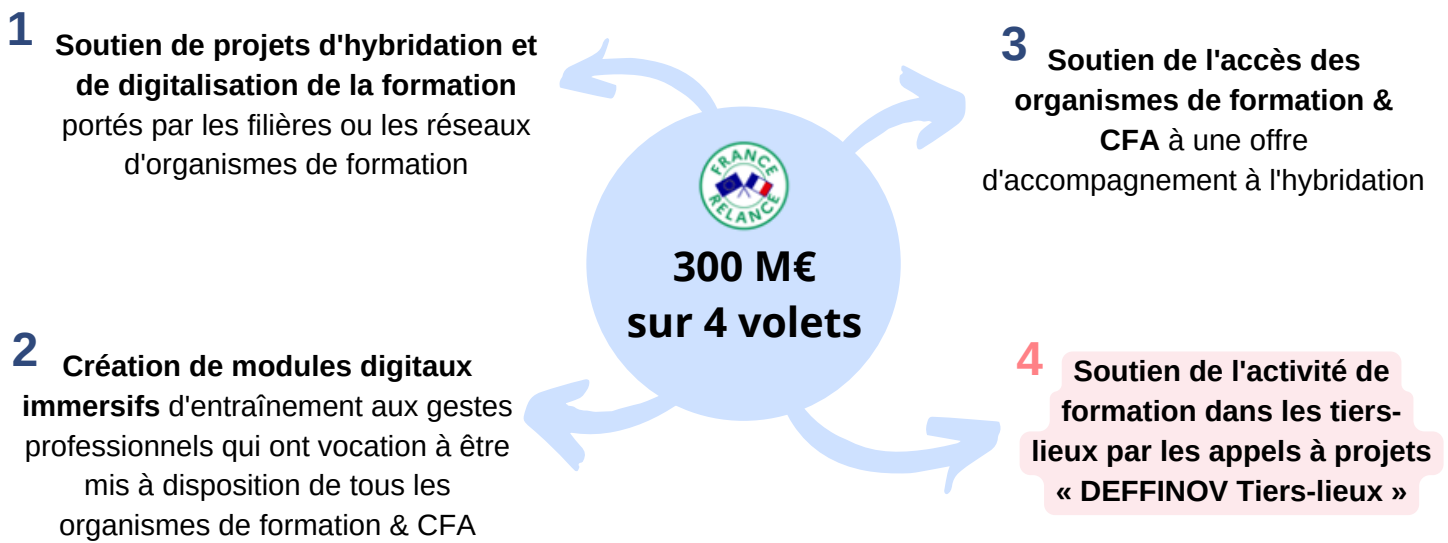 1
Soutien de projets d'hybridation et
de digitalisation de la formation
portés par les filières ou les réseaux
d'organismes de formation
2
Création de modules digitaux
immersifs d'entraînement aux gestes
professionnels qui ont vocation à être
mis à disposition de tous les
organismes de formation & CFA
FRANCE
RELANCE
300 M€
sur 4 volets
3
Soutien de l'accès des
organismes de formation &
CFA à une offre
d'accompagnement à l'hybridation
4
Soutien de l'activité de
formation dans les tiers-
lieux par les appels à projets
« DEFFINOV Tiers-lieux »